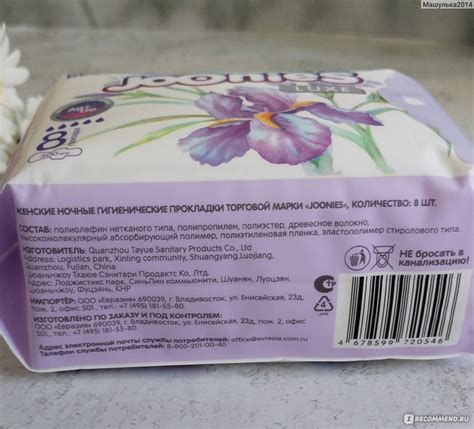 Машулька2014
Joonies
LUXE
8
ЖЕНСКИЕ НОЧНЫЕ ГИГИЕНИЧЕСКИЕ ПРОКЛАДКИ ТОРГОВОЙ МАРКИ «JOONIES», КОЛИЧЕСТВО: 8 ШТ.
СОСТАВ: полиолефин нетканого типа, полипропилен, полиэстер, древесное волокно,
высокомолекулярный абсорбирующий полимер, полиэтиленовая пленка, эластополимер стиролового типа.
ИЗГОТОВИТЕЛЬ: Quanzhou Tayue Sanitary Products Co., Ltd
Address: Logistics park, Xinling community, Shuangyang, Luojiang,
Quanzhou, Fujian, China
Цюаньчжоу Тайюе Санитари Продактс Ко, Лтд.
Адрес: Лоджистикс парк, СиньЛин коммьюнити, Шуанян, Луоцзян,
Цюаньчжоу, Фуцзянь, КНР
ИМПОРТЁР: ООО «Евразия» 690039, г. Владивосток, ул. Енисейская, 23д,
пом. 2, офис 501, тел.: +7 (495) 181-55-80.
ИЗГОТОВЛЕНО ПО ЗАКАЗУ И ПОД КОНТРОЛЕМ:
ООО «Евразия» 690039, г. Владивосток, ул. Енисейская, 23д, пом. 2, офис
501, тел.: +7 (495) 181-55-80.
Адрес электронной почты службы потребителей: office@evrasia.com.ru
Телефон службы потребителей: 8-800-201-00-40
НЕ бросать в
канализацию!
4 678599 720546
IRECOMMEND.RU